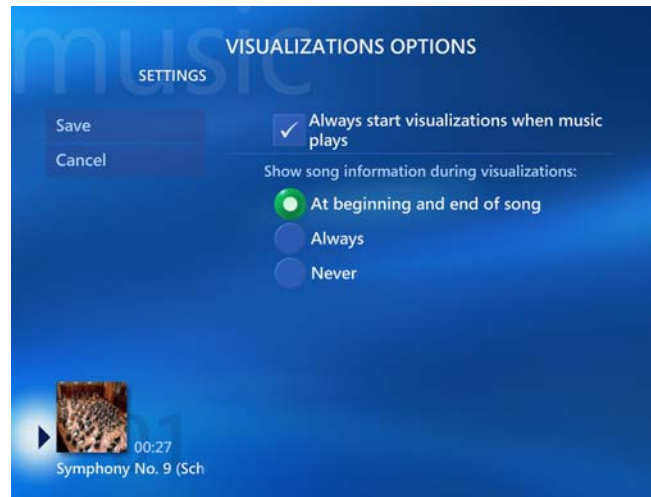 music
VISUALIZATIONS OPTIONS
SETTINGS
Save
Cancel
Always start visualizations when music
plays
Show song information during visualizations:
At beginning and end of song
Always
Never
01
00:27
Symphony No. 9 (Sch